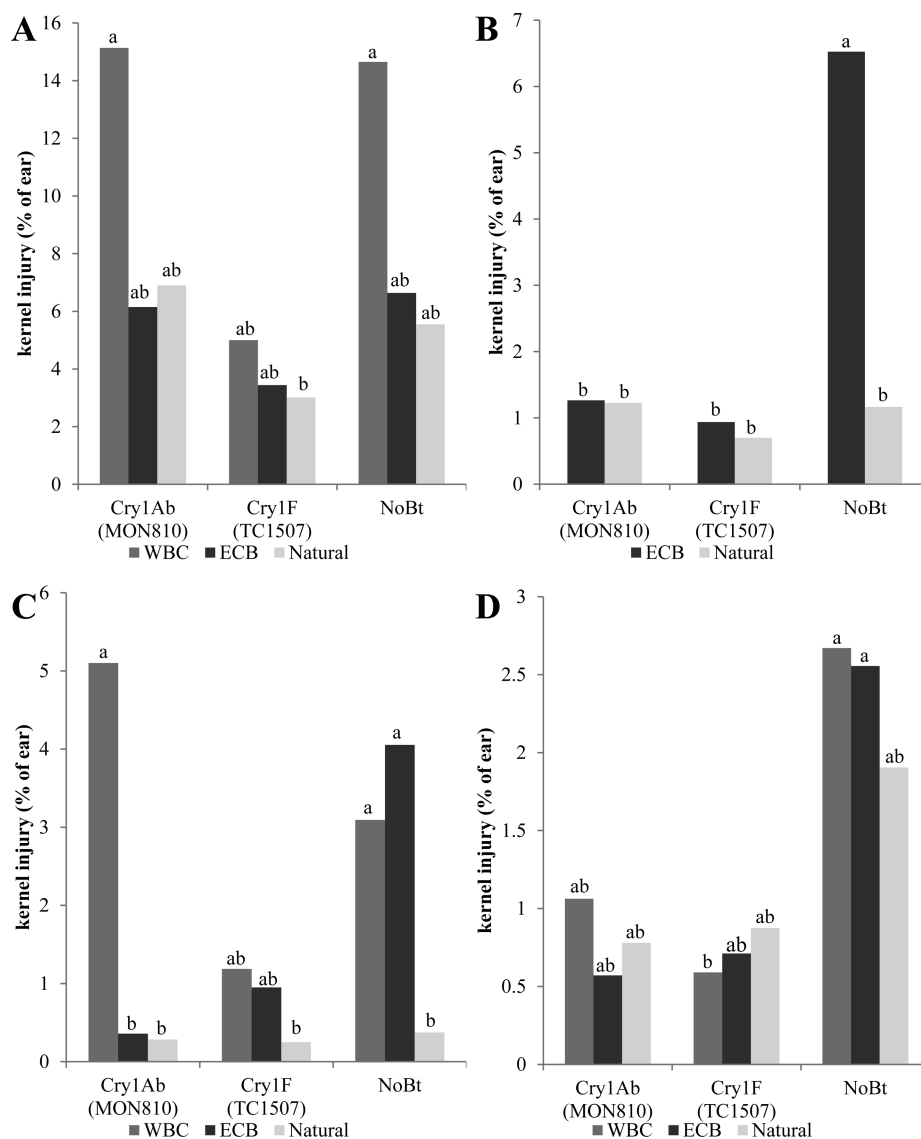 A
kernel injury (% of ear)
16
14
12
10
8
6
4
2
0
a
ab
ab
ab
ab
b
a
ab
ab
Cry1Ab
(MON810)
Cry1F
(TC1507)
NoBt
WBC ECB Natural
B
kernel injury (% of ear)
7
6
5
4
3
2
1
0
b
b
b
b
a
b
Cry1Ab
(MON810)
Cry1F
(TC1507)
NoBt
ECB Natural
C
kernel injury (% of ear)
6
5
4
3
2
1
0
a
b
b
ab
ab
b
a
a
b
Cry1Ab
(MON810)
Cry1F
(TC1507)
NoBt
WBC ECB Natural
D
kernel injury (% of ear)
3
2.5
2
1.5
1
0.5
0
ab
ab
ab
b
ab
ab
a
a
ab
Cry1Ab
(MON810)
Cry1F
(TC1507)
NoBt
WBC ECB Natural